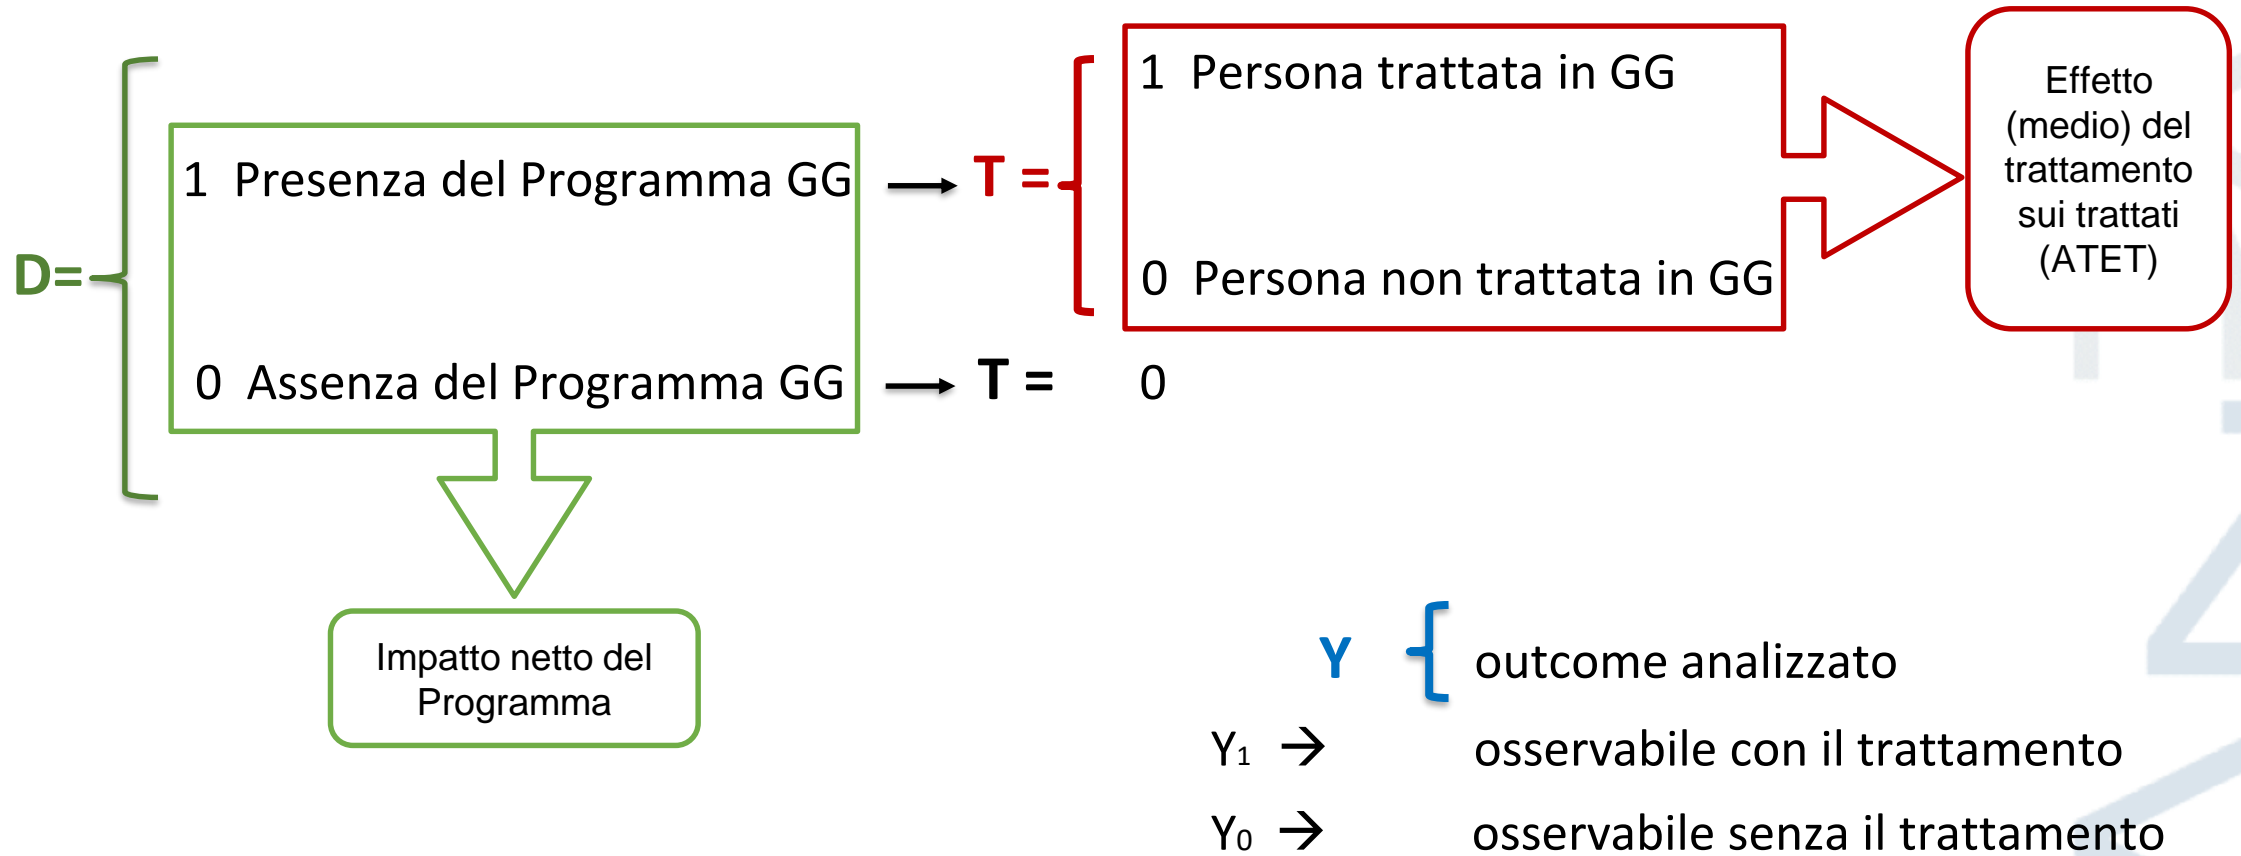 D=
1 Presenza del Programma GG
T =
1 Persona trattata in GG
0 Persona non trattata in GG
Effetto
(medio) del
trattamento
sui trattati
(ATET)
0 Assenza del Programma GG
T =
0
Impatto netto del
Programma
Y
outcome analizzato
Y₁ → osservabile con il trattamento
Y₀ → osservabile senza il trattamento